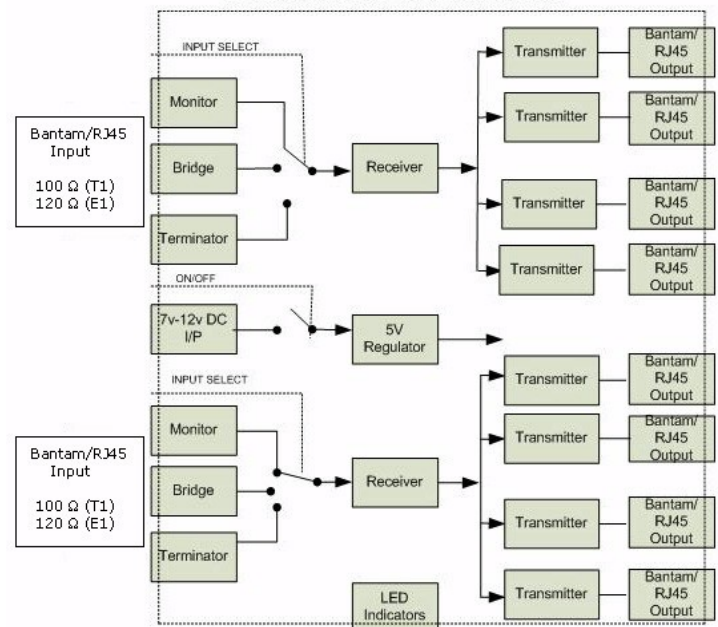 INPUT SELECT
Monitor
Bantam/RJ45
Input
100 Ω (T1)
120 Ω (E1)
Bridge
Terminator
Receiver
Transmitter
Bantam/
RJ45
Output
Transmitter
Bantam/
RJ45
Output
Transmitter
Bantam/
RJ45
Output
Transmitter
Bantam/
RJ45
Output
ON/OFF
7v-12v DC
I/P
5V
Regulator
INPUT SELECT
Monitor
Bantam/RJ45
Input
100 Ω (T1)
120 Ω (E1)
Bridge
Terminator
Receiver
Transmitter
Bantam/
RJ45
Output
Transmitter
Bantam/
RJ45
Output
Transmitter
Bantam/
RJ45
Output
Transmitter
Bantam/
RJ45
Output
LED
Indicators